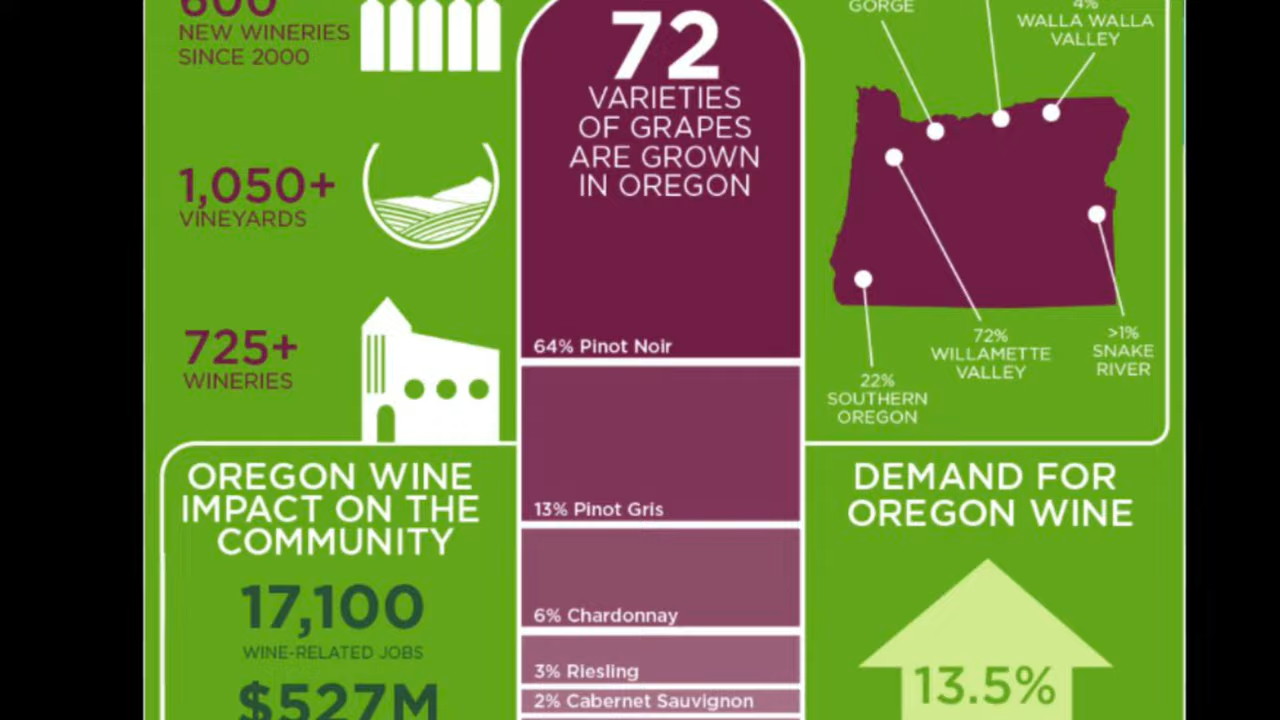 600
NEW WINERIES
SINCE 2000
1,050+
VINEYARDS
725+
WINERIES
72
VARIETIES
OF GRAPES
ARE GROWN
IN OREGON
64% Pinot Noir
13% Pinot Gris
6% Chardonnay
3% Riesling
2% Cabernet Sauvignon
GORGE
4%
WALLA WALLA
VALLEY
72%
WILLAMETTE
VALLEY
>1%
SNAKE
RIVER
22%
SOUTHERN
OREGON
OREGON WINE
IMPACT ON THE
COMMUNITY
17,100
WINE-RELATED JOBS
$527M
DEMAND FOR
OREGON WINE
13.5%